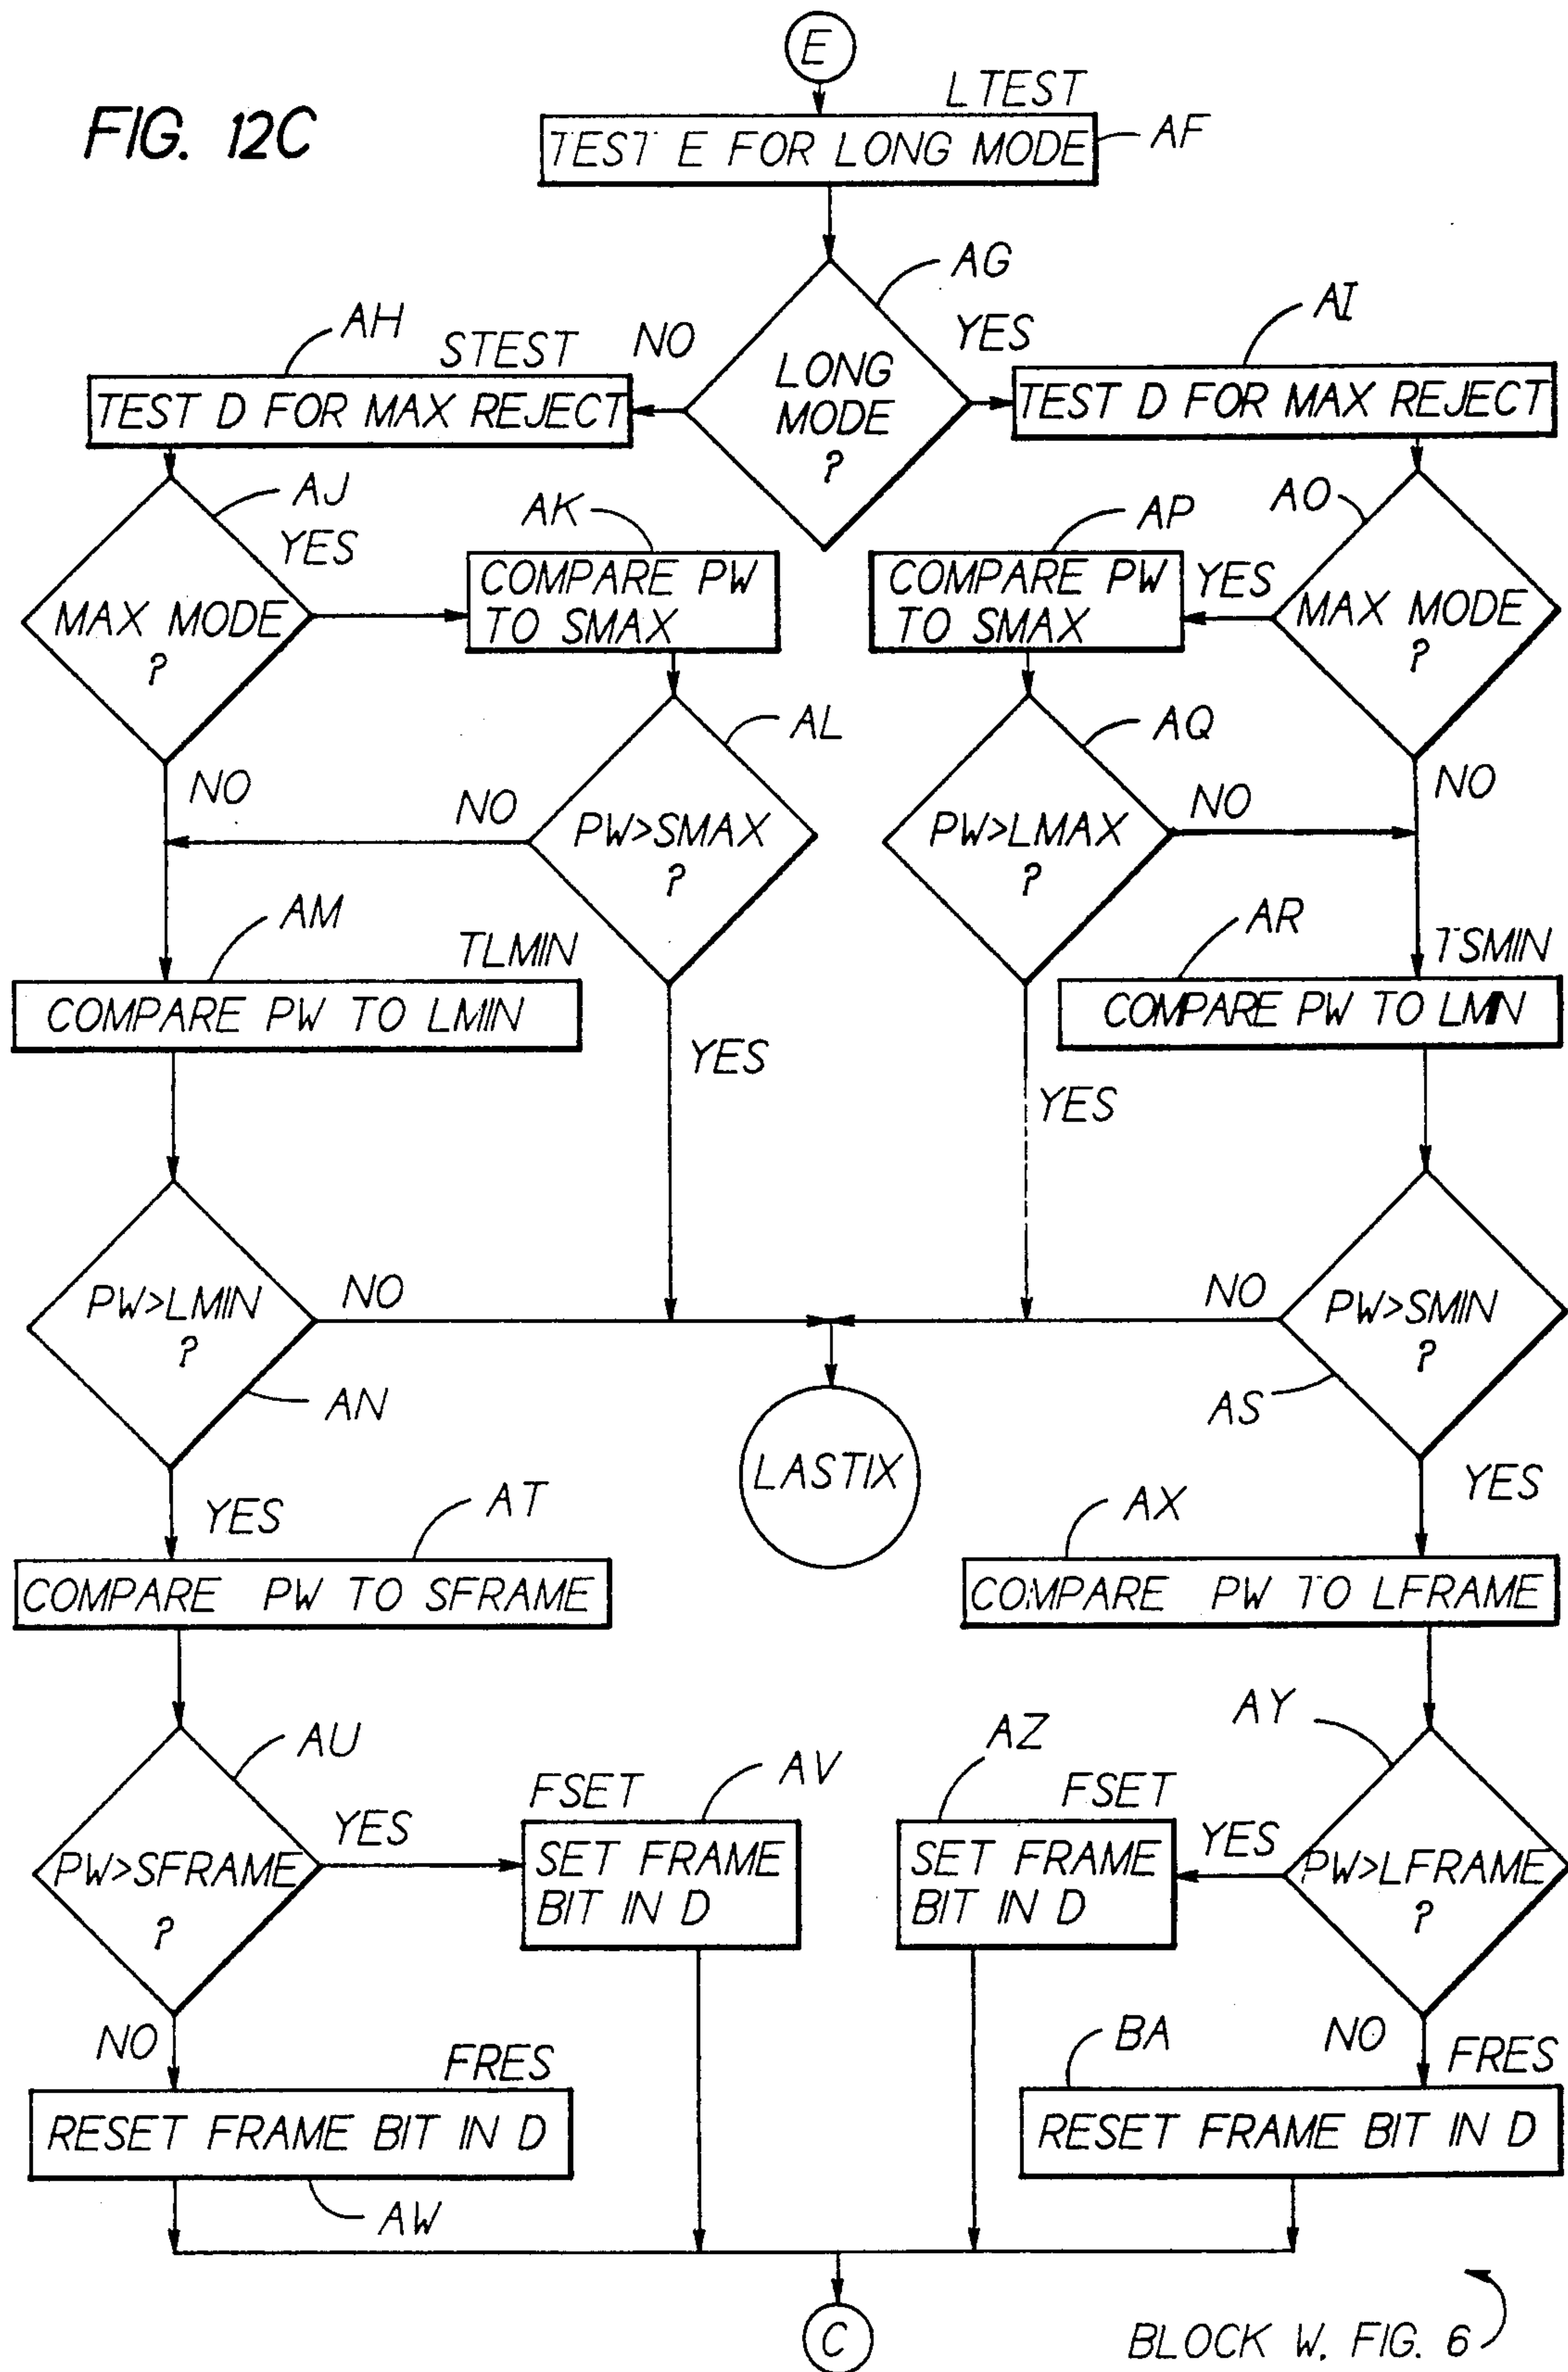 E
FIG. 12C
LTEST
TEST E FOR LONG MODE
AF
AG
AH
STEST
NO
YES
AI
TEST D FOR MAX REJECT
LONG
MODE
?
TEST D FOR MAX REJECT
AJ
YES
AK
AP
AO
MAX MODE
?
COMPARE PW
TO SMAX
COMPARE PW
TO SMAX
YES
MAX MODE
?
AL
AQ
NO
NO
PW>SMAX
?
PW>LMAX
?
NO
NO
AM
TLMIN
AR
TSMIN
COMPARE PW TO LMIN
COMPARE PW TO LMN
YES
YES
PW>LMIN
?
NO
NO
PW>SMIN
?
AN
AS
LASTIX
YES
AT
AX
YES
COMPARE PW TO SFRAME
COMPARE PW TO LFRAME
AU
AV
AZ
AY
PW>SFRAME
?
YES
FSET
SET FRAME
BIT IN D
FSET
SET FRAME
BIT IN D
YES
PW>LFRAME
?
NO
FRES
BA
NO
FRES
RESET FRAME BIT IN D
RESET FRAME BIT IN D
AW
C
BLOCK W. FIG. 6